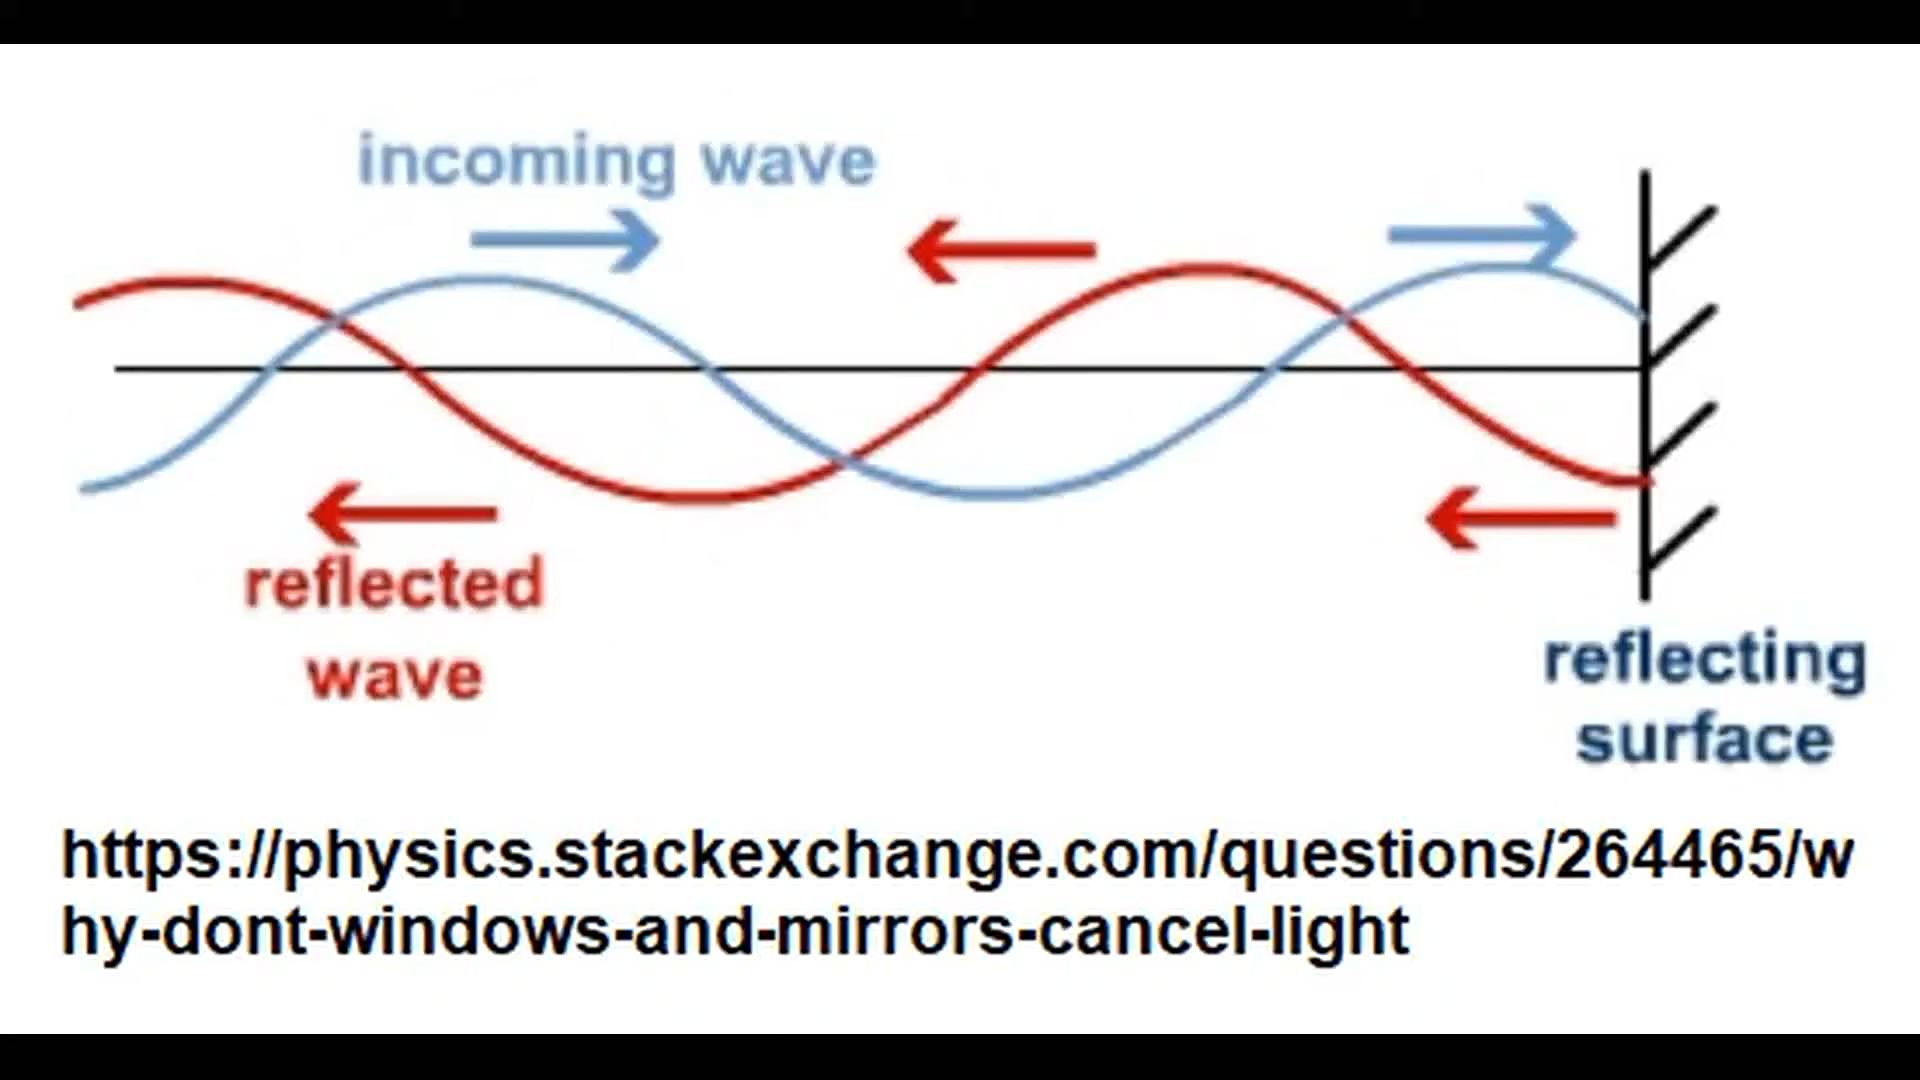 incoming wave
reflected
wave
reflecting
surface
https://physics.stackexchange.com/questions/264465/w
hy-dont-windows-and-mirrors-cancel-light